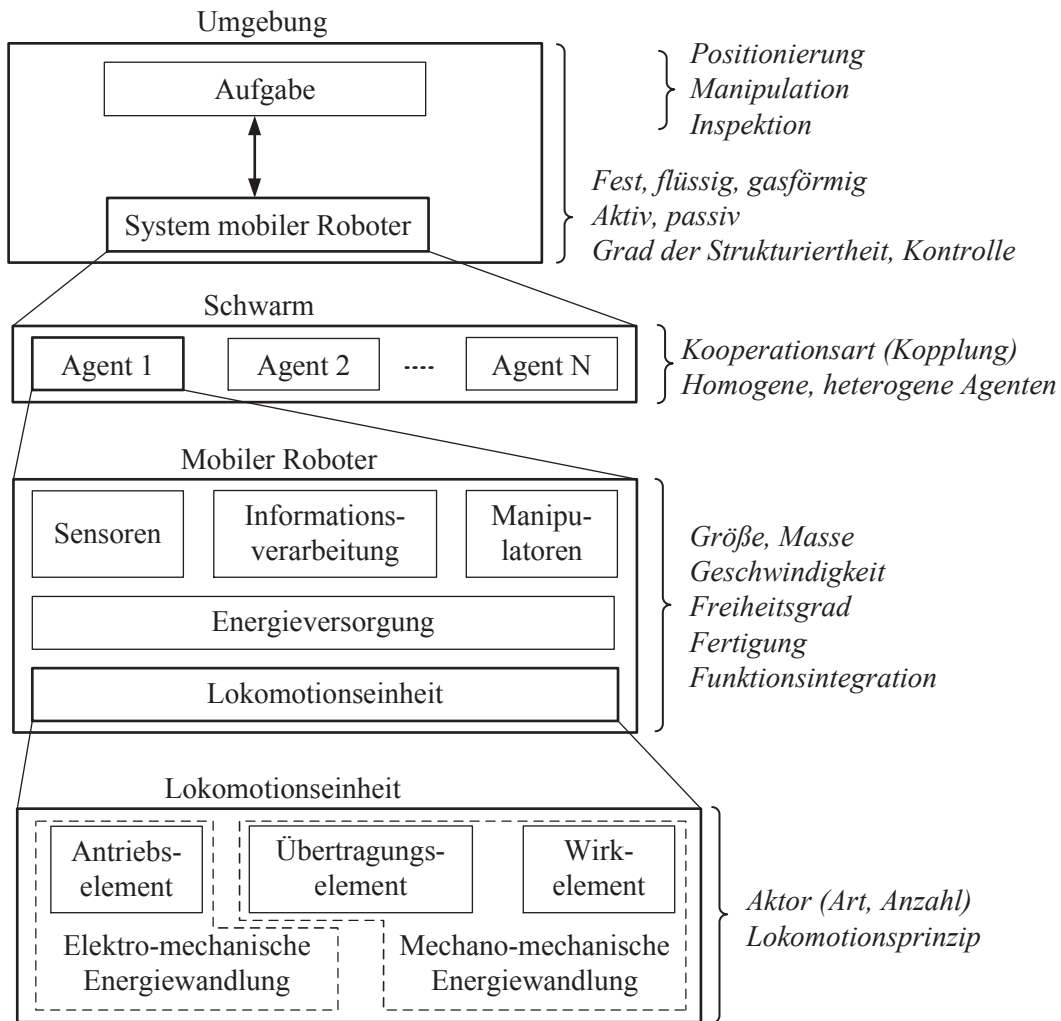 Umgebung
Aufgabe
Positionierung
Manipulation
Inspektion
System mobiler Roboter
Fest, flüssig, gasförmig
Aktiv, passiv
Grad der Strukturiertheit, Kontrolle
Schwarm
Agent 1
Agent 2
....
Agent N
Kooperationsart (Kopplung)
Homogene, heterogene Agenten
Mobiler Roboter
Sensoren
Informations-
verarbeitung
Manipu-
latoren
Energieversorgung
Lokomotionseinheit
Größe, Masse
Geschwindigkeit
Freiheitsgrad
Fertigung
Funktionsintegration
Lokomotionseinheit
Antriebs-
element
Übertragungs-
element
Wirk-
element
Elektro-mechanische
Energiewandlung
Mechano-mechanische
Energiewandlung
Aktor (Art, Anzahl)
Lokomotionsprinzip